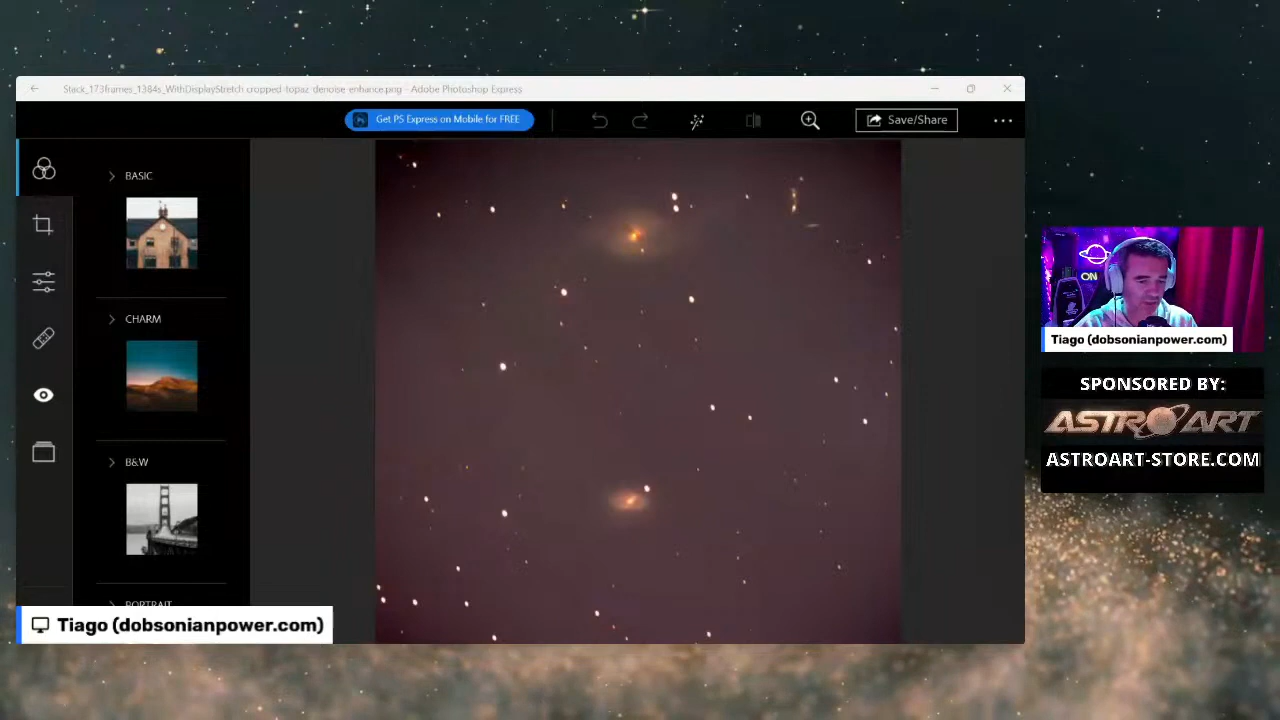 Stack_173frames_1384s_WithDisplayStretch cropped-topaz-denoise-enhance.png - Adobe Photoshop Express
Get PS Express on Mobile for FREE
Save/Share
BASIC
CHARM
B&W
PORTRAIT
Tiago (dobsonianpower.com)
ON
Tiago (dobsonianpower.com)
SPONSORED BY:
ASTROART
ASTROART-STORE.COM